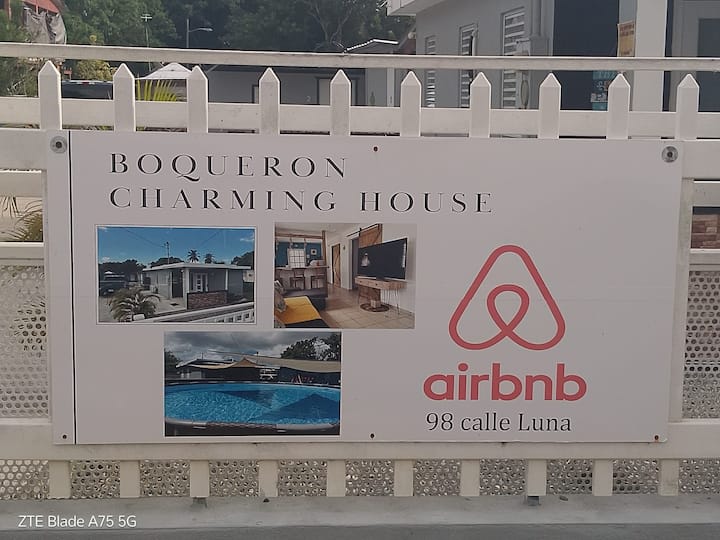 BOQUERON
CHARMING HOUSE
airbnb
98 calle Luna
ZTE Blade A75 5G